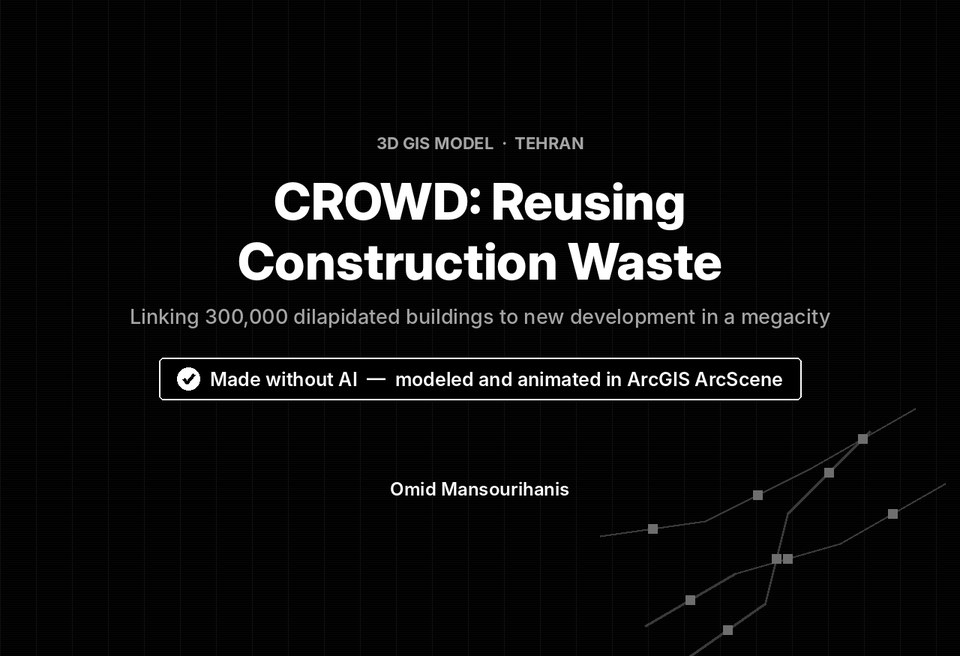 3D GIS MODEL · TEHRAN
CROWD: Reusing
Construction Waste
Linking 300,000 dilapidated buildings to new development in a megacity
Made without AI — modeled and animated in ArcGIS ArcScene
Omid Mansourihanis